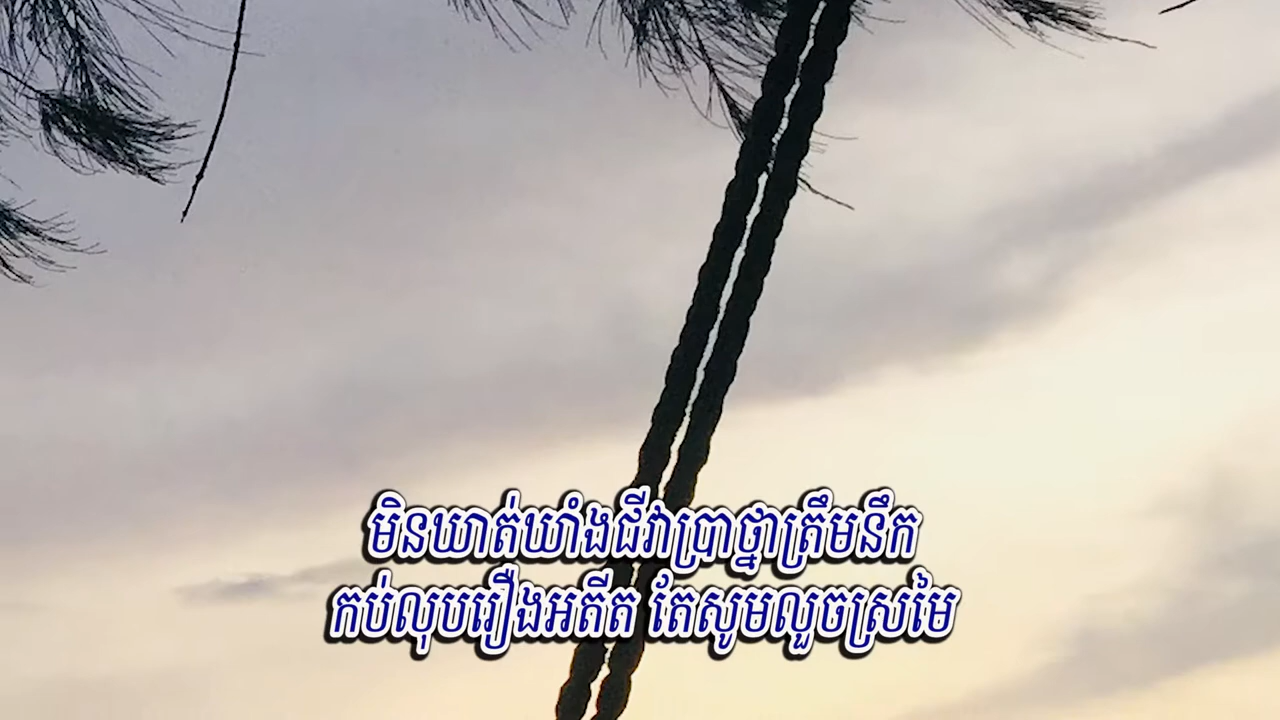 មិនឃាត់ឃាំងជីវាប្រាថ្នាត្រឹមនឹក
កប់លុបរឿងអតីត តែសូមលួចស្រមៃ